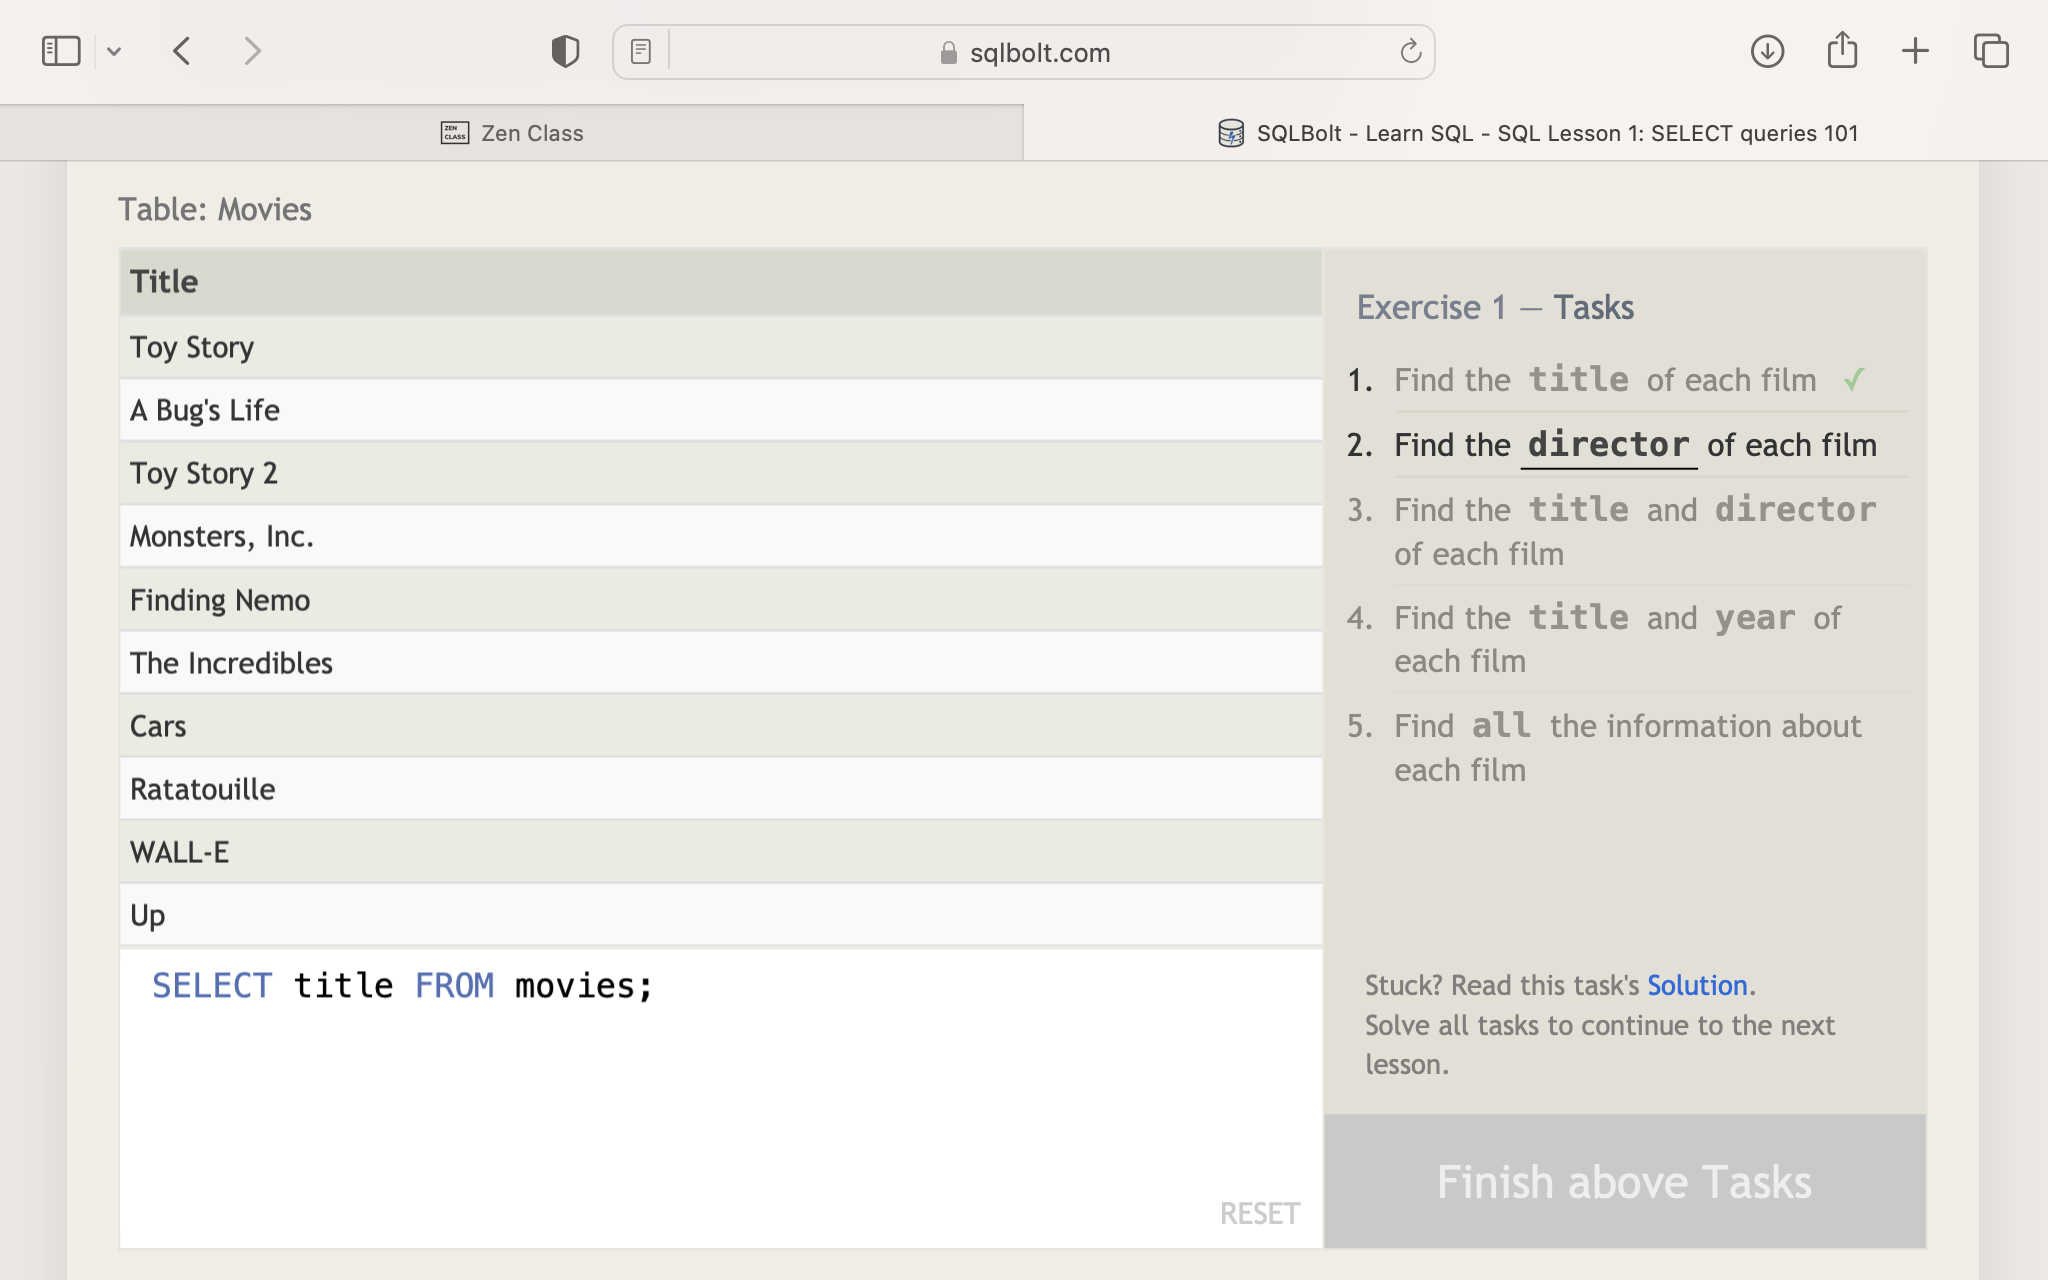 sqlbolt.com
ZEN CLASS Zen Class
SQLBolt - Learn SQL - SQL Lesson 1: SELECT queries 101
Table: Movies
Title
Toy Story
A Bug's Life
Toy Story 2
Monsters, Inc.
Finding Nemo
The Incredibles
Cars
Ratatouille
WALL-E
Up
SELECT title FROM movies;
RESET
Exercise 1 — Tasks
1. Find the title of each film ✓
2. Find the director of each film
3. Find the title and director
of each film
4. Find the title and year of
each film
5. Find all the information about
each film
Stuck? Read this task's Solution.
Solve all tasks to continue to the next
lesson.
Finish above Tasks